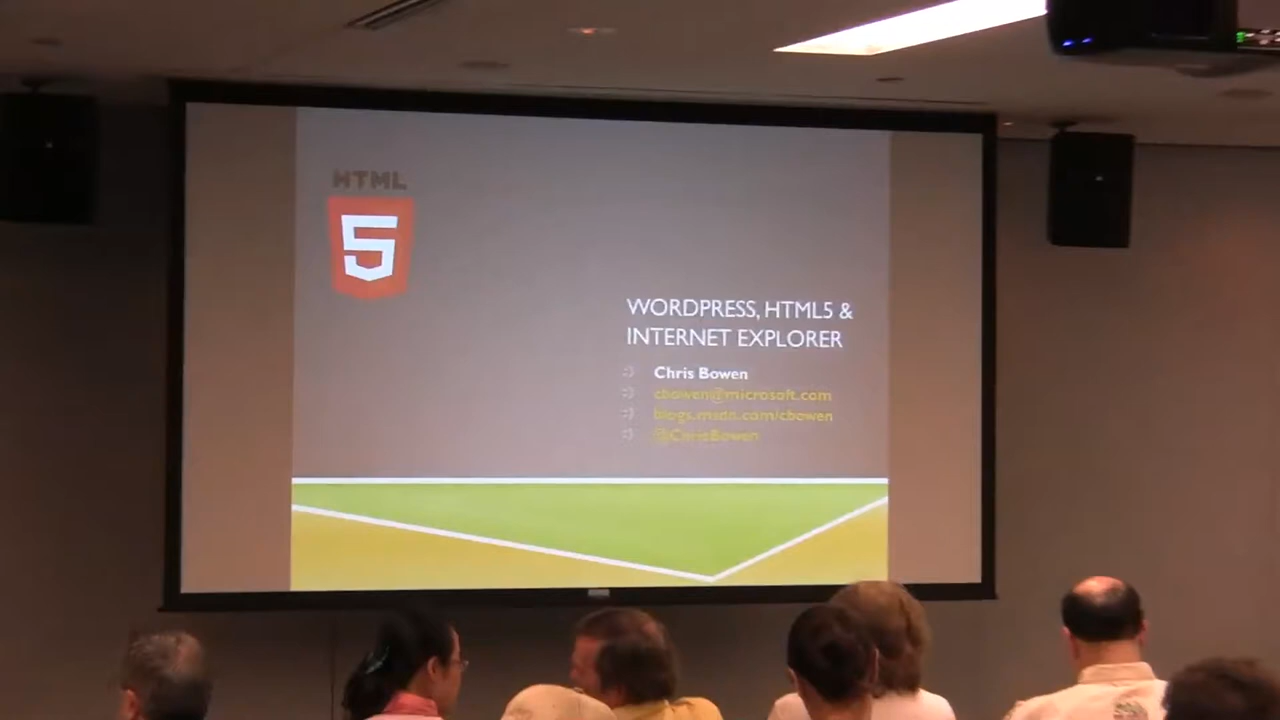 HTML
5
WORDPRESS, HTML5 &
INTERNET EXPLORER
Chris Bowen
cbowen@microsoft.com
blogs.msdn.com/cbowen
@ChrisBowen